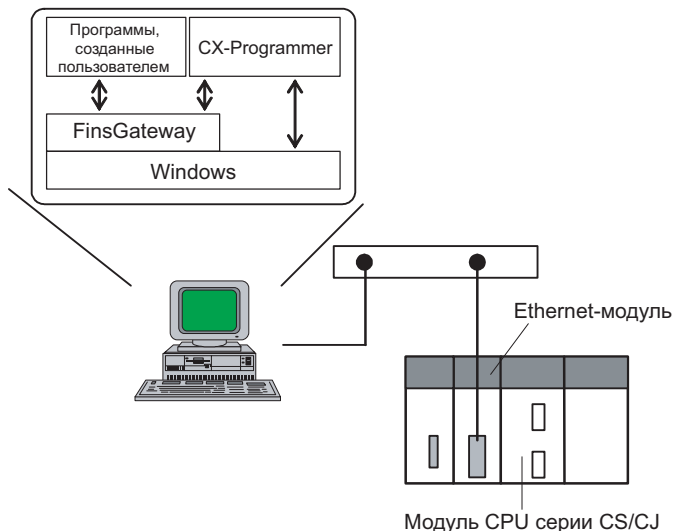 Программы,
созданные
пользователем
CX-Programmer
FinsGateway
Windows
Ethernet-модуль
Модуль CPU серии CS/CJ